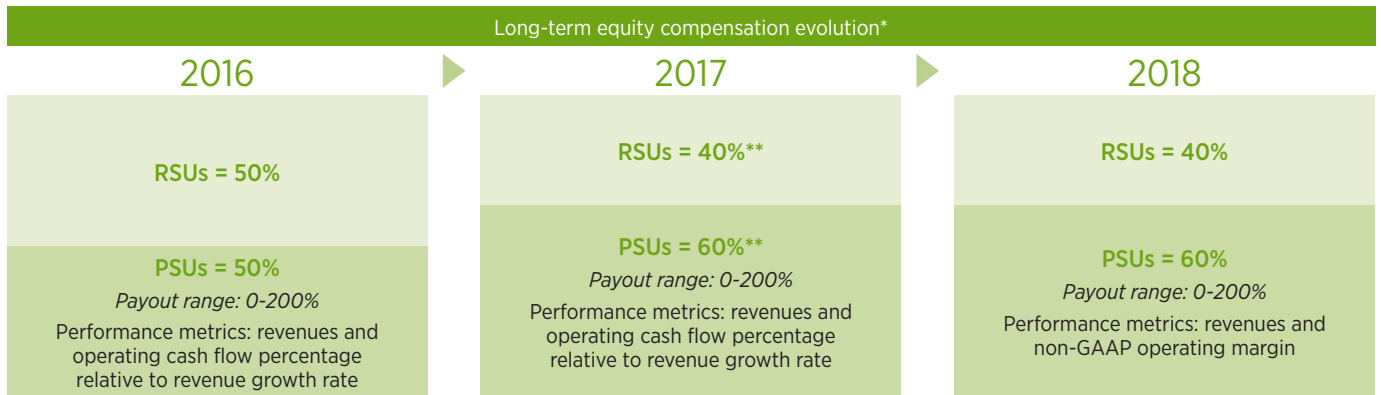 Long-term equity compensation evolution*
2016
2017
2018
RSUs = 50%
PSUs = 50%
Payout range: 0-200%
Performance metrics: revenues and
operating cash flow percentage
relative to revenue growth rate
RSUs = 40%**
PSUs = 60%**
Payout range: 0-200%
Performance metrics: revenues and
operating cash flow percentage
relative to revenue growth rate
RSUs = 40%
PSUs = 60%
Payout range: 0-200%
Performance metrics: revenues and
non-GAAP operating margin